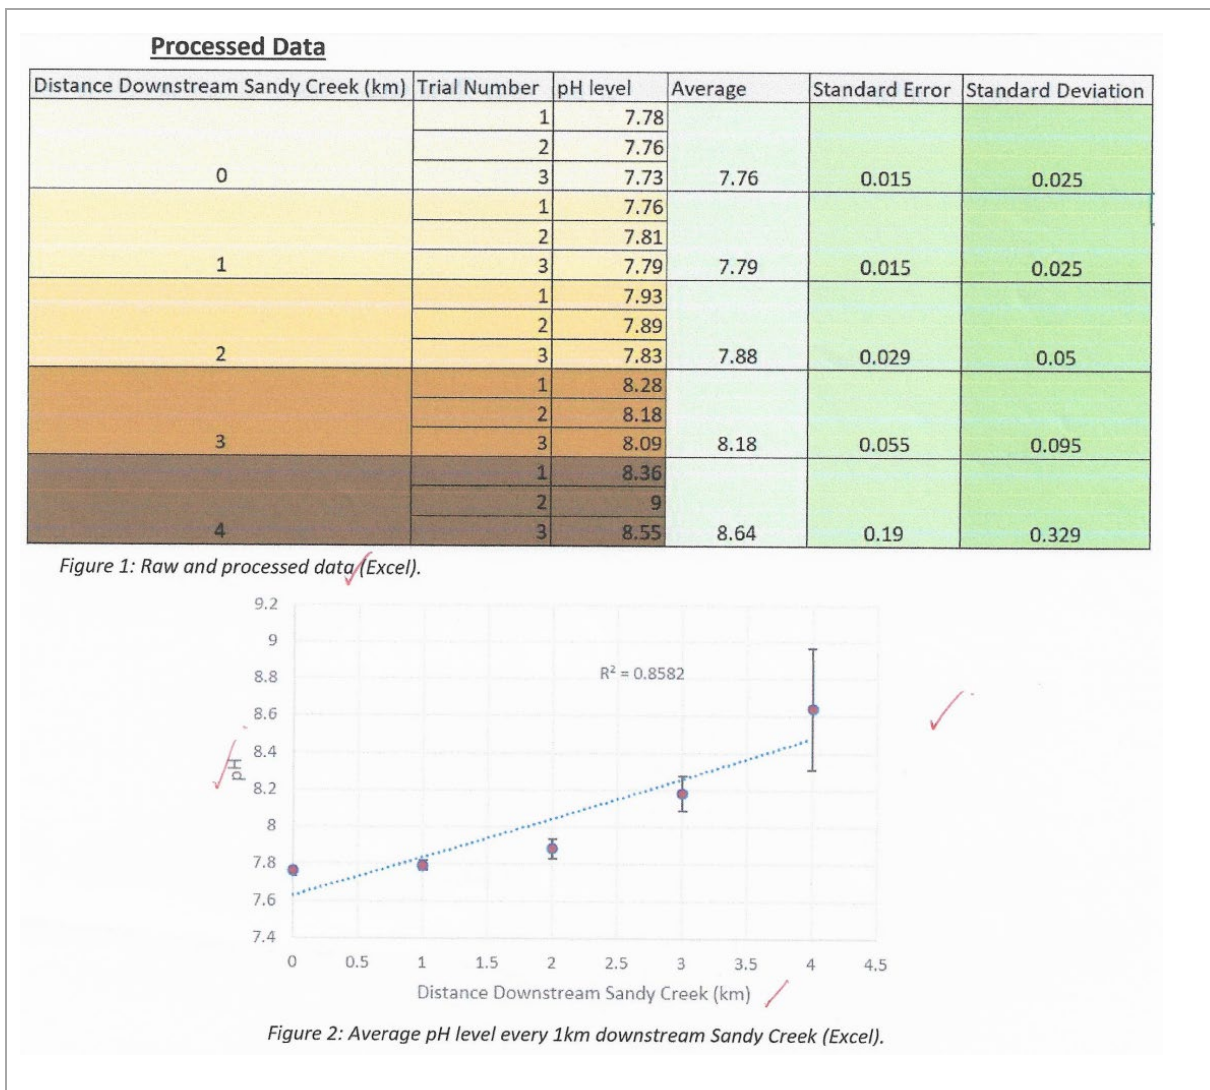 Processed Data
Distance Downstream Sandy Creek (km) Trial Number pH level Average Standard Error Standard Deviation
1 7.78
2 7.76
0 3 7.73 7.76 0.015 0.025
1 7.76
2 7.81
1 3 7.79 7.79 0.015 0.025
1 7.93
2 7.89
2 3 7.83 7.88 0.029 0.05
1 8.28
2 8.18
3 3 8.09 8.18 0.055 0.095
1 8.36
2 9
4 3 8.55 8.64 0.19 0.329
Figure 1: Raw and processed data (Excel).
9.2
9
8.8
R² = 0.8582
8.6
8.4
pH
8.2
8
7.8
7.6
7.4
0 0.5 1 1.5 2 2.5 3 3.5 4 4.5
Distance Downstream Sandy Creek (km)
Figure 2: Average pH level every 1km downstream Sandy Creek (Excel).